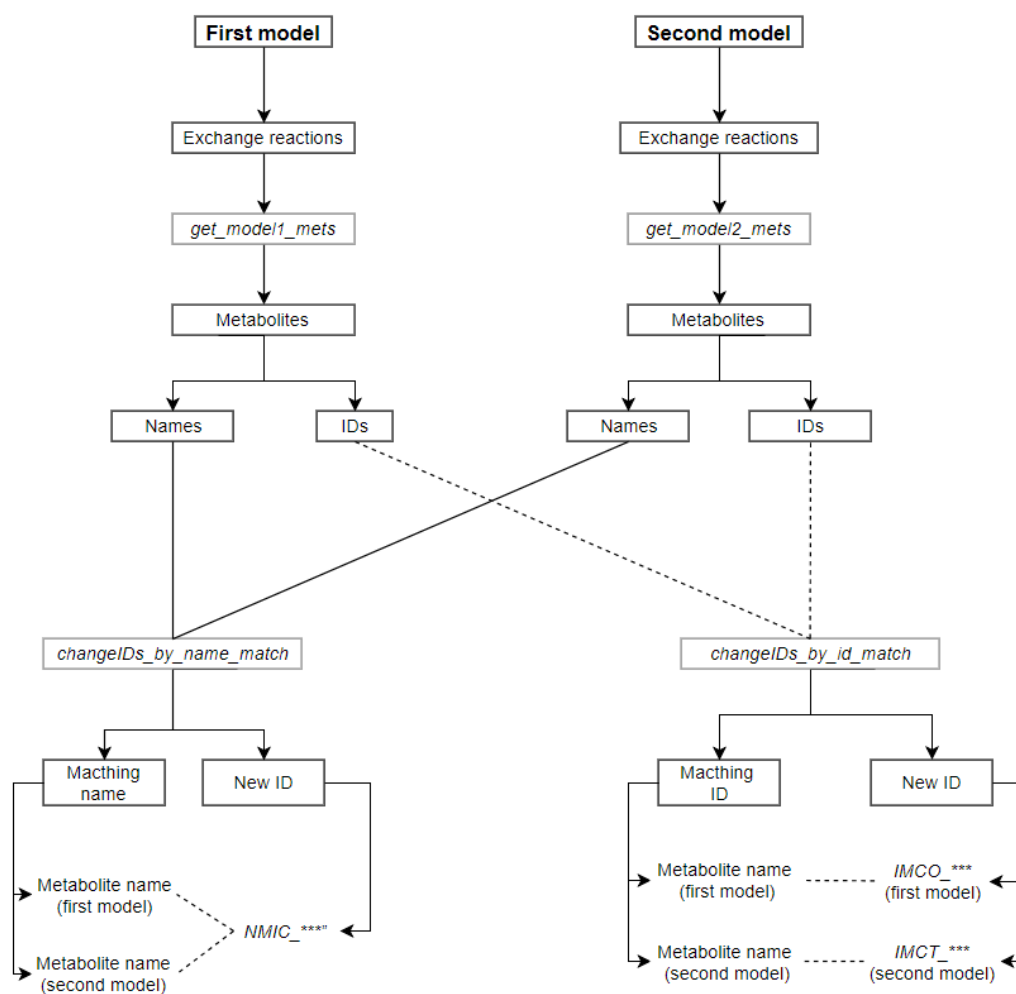 First model
Second model
Exchange reactions
Exchange reactions
get_model1_mets
get_model2_mets
Metabolites
Metabolites
Names
IDs
Names
IDs
changeIDs_by_name_match
changeIDs_by_id_match
Macthing
name
New ID
Macthing
ID
New ID
Metabolite name
(first model)
NMIC_***"
Metabolite name
(second model)
Metabolite name
(first model)
IMCO_***
(first model)
Metabolite name
(second model)
IMCT_***
(second model)